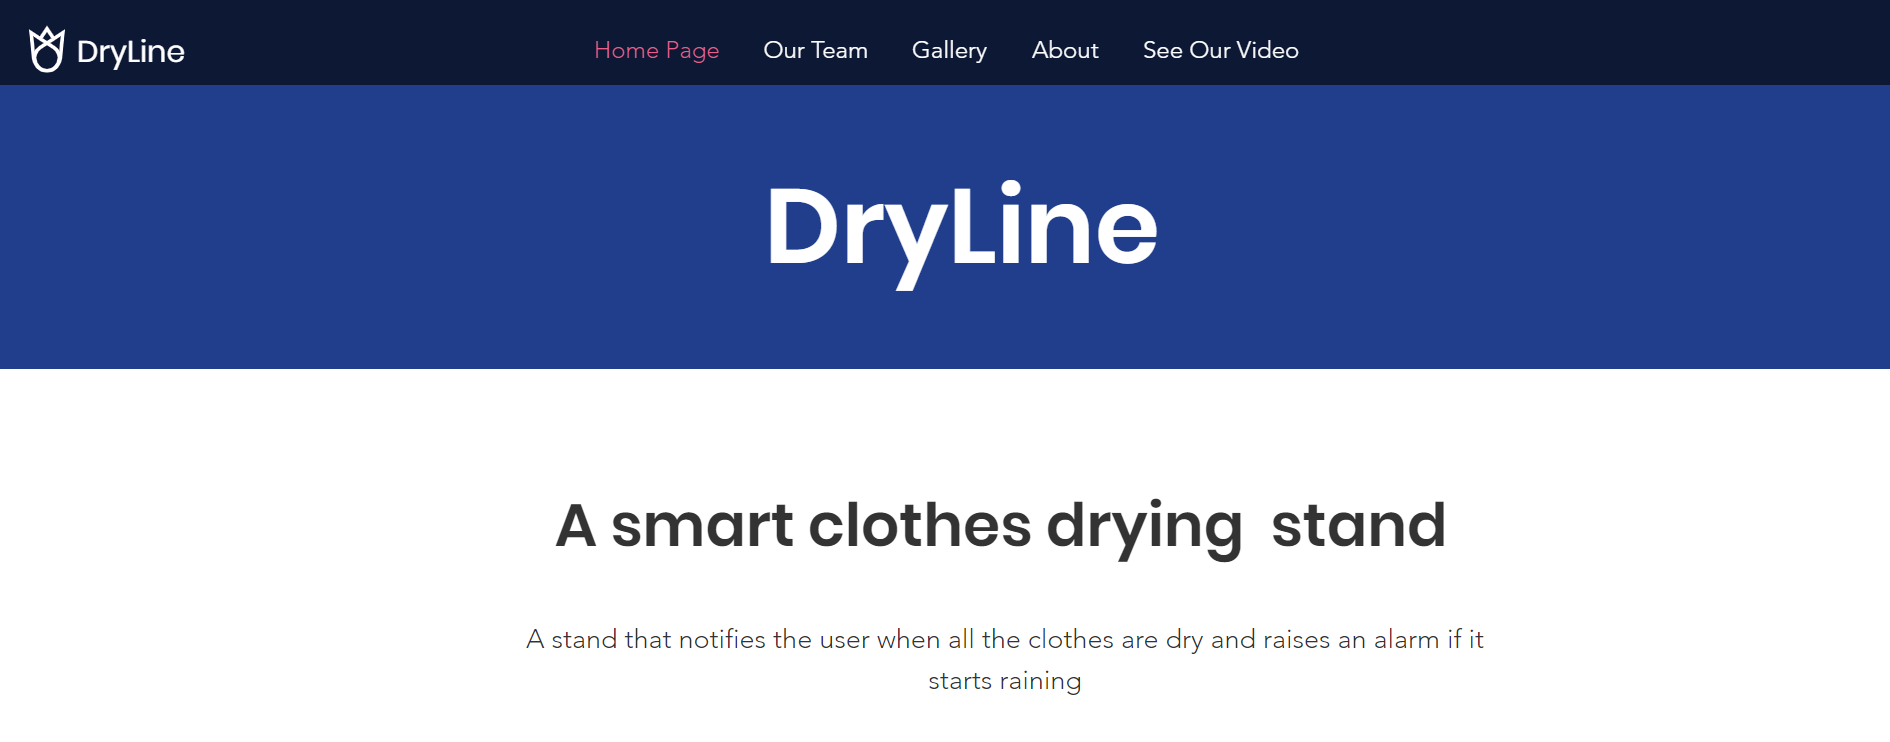 DryLine
Home Page Our Team Gallery About See Our Video
DryLine
A smart clothes drying  stand
A stand that notifies the user when all the clothes are dry and raises an alarm if it
starts raining